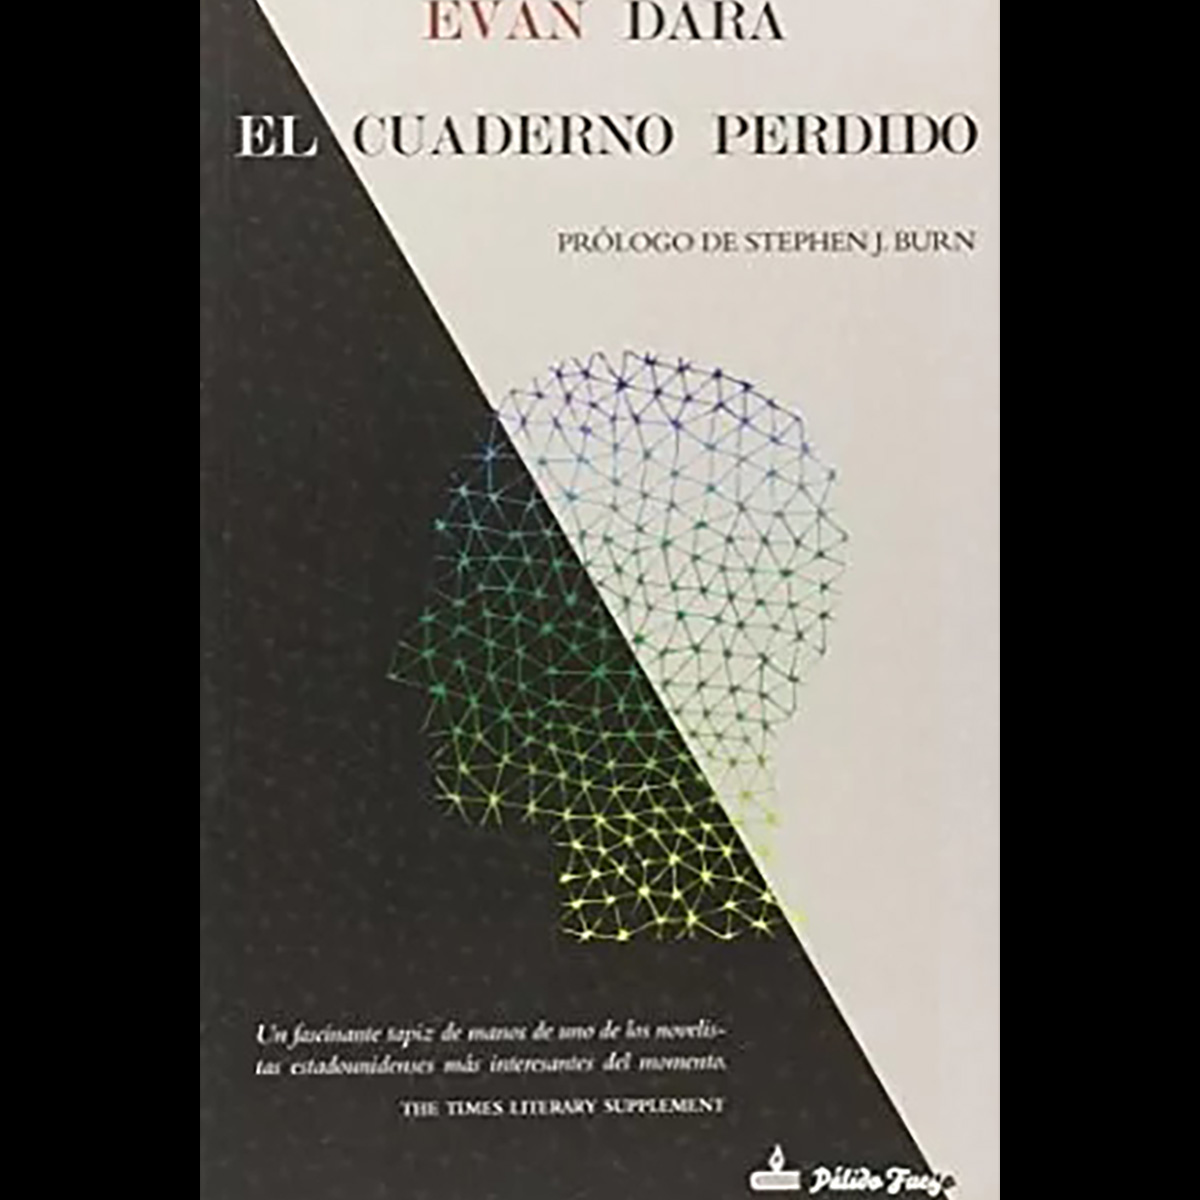 EVAN DARA
EL CUADERNO PERDIDO
PRÓLOGO DE STEPHEN J. BURN
Un fascinante tapiz de manos de uno de los novelis-
tas estadounidenses más interesantes del momento.
THE TIMES LITERARY SUPPLEMENT
Pálido Fuego